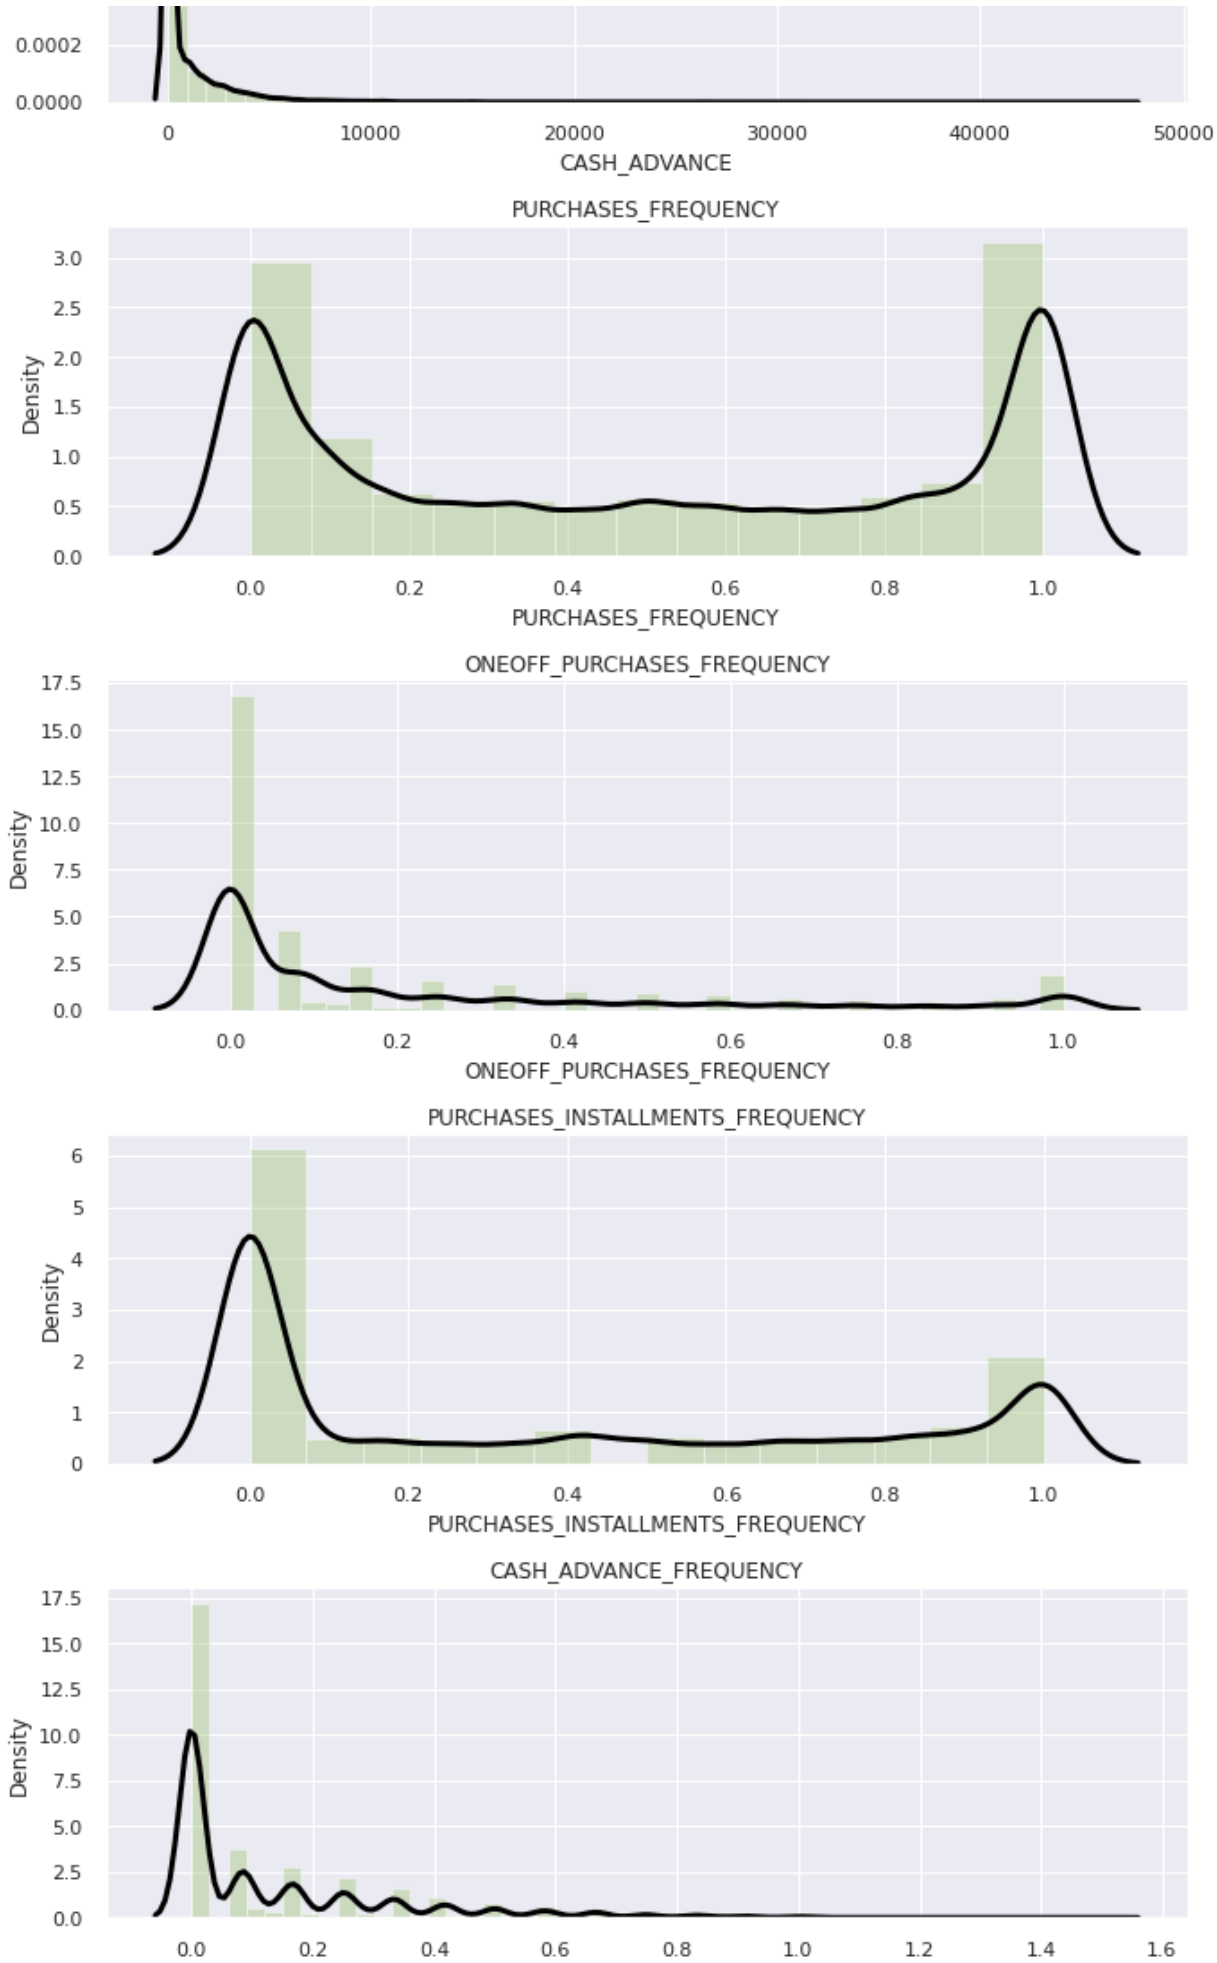 0.0002
0.0000
0 10000 20000 30000 40000 50000
CASH_ADVANCE
PURCHASES_FREQUENCY
3.0
2.5
2.0
1.5
1.0
0.5
0.0
Density
0.0 0.2 0.4 0.6 0.8 1.0
PURCHASES_FREQUENCY
ONEOFF_PURCHASES_FREQUENCY
17.5
15.0
12.5
10.0
7.5
5.0
2.5
0.0
Density
0.0 0.2 0.4 0.6 0.8 1.0
ONEOFF_PURCHASES_FREQUENCY
PURCHASES_INSTALLMENTS_FREQUENCY
6
5
4
3
2
1
0
Density
0.0 0.2 0.4 0.6 0.8 1.0
PURCHASES_INSTALLMENTS_FREQUENCY
CASH_ADVANCE_FREQUENCY
17.5
15.0
12.5
10.0
7.5
5.0
2.5
0.0
Density
0.0 0.2 0.4 0.6 0.8 1.0 1.2 1.4 1.6